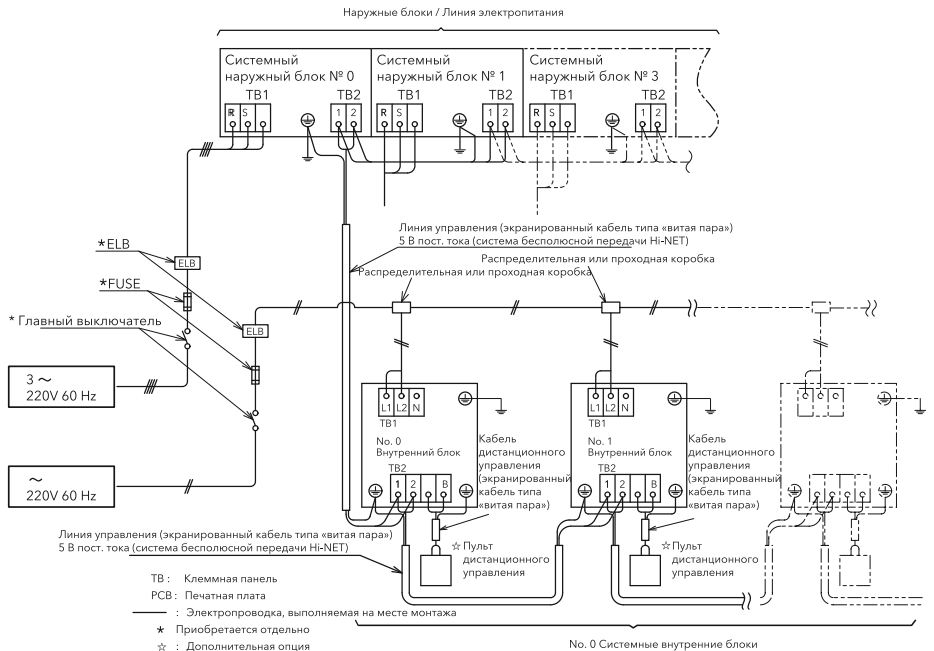 Наружные блоки / Линия электропитания
Системный
наружный блок № 0
TB1
TB2
R S
1 2
Системный
наружный блок № 1
TB1
TB2
R S
1 2
Системный
наружный блок № 3
TB1
TB2
R S
1 2
Линия управления (экранированный кабель типа «витая пара»)
5 В пост. тока (система бесполюсной передачи Hi-NET)
Распределительная или проходная коробка
Распределительная или проходная коробка
*ELB
ELB
*FUSE
* Главный выключатель
ELB
3 ~
220V 60 Hz
~
220V 60 Hz
L1 L2 N
TB1
No. 0
Внутренний блок
TB2
1 2 B
Кабель
дистанционного
управления
(экранированный
кабель типа
«витая пара»)
L1 L2 N
TB1
No. 1
Внутренний блок
TB2
1 2 B
Кабель
дистанционного
управления
(экранированный
кабель типа
«витая пара»)
Линия управления (экранированный кабель типа «витая пара»)
5 В пост. тока (система бесполюсной передачи Hi-NET)
☆ Пульт
дистанционного
управления
☆ Пульт
дистанционного
управления
TB : Клеммная панель
PCB : Печатная плата
: Электропроводка, выполняемая на месте монтажа
* Приобретается отдельно
☆ : Дополнительная опция
No. 0 Системные внутренние блоки